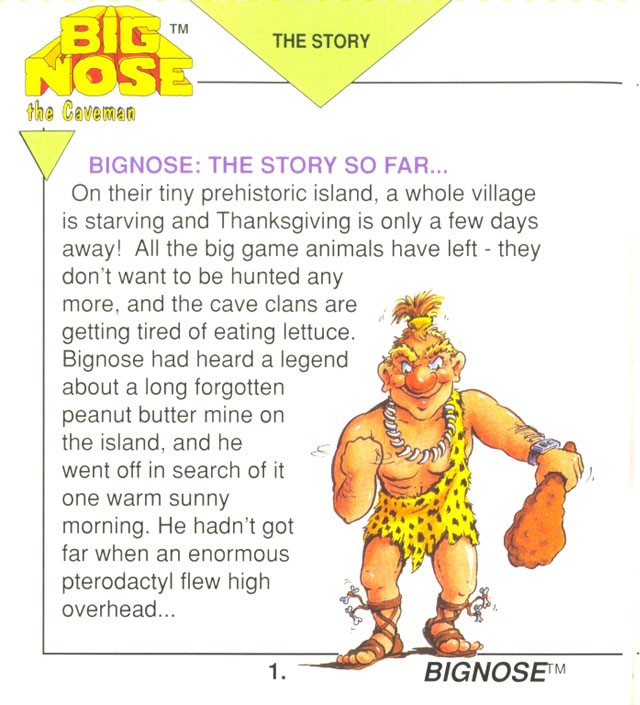 BIG ™
NOSE
the Caveman
THE STORY
BIGNOSE: THE STORY SO FAR...
On their tiny prehistoric island, a whole village
is starving and Thanksgiving is only a few days
away! All the big game animals have left - they
don't want to be hunted any
more, and the cave clans are
getting tired of eating lettuce.
Bignose had heard a legend
about a long forgotten
peanut butter mine on
the island, and he
went off in search of it
one warm sunny
morning. He hadn't got
far when an enormous
pterodactyl flew high
overhead...
1.
BIGNOSE™